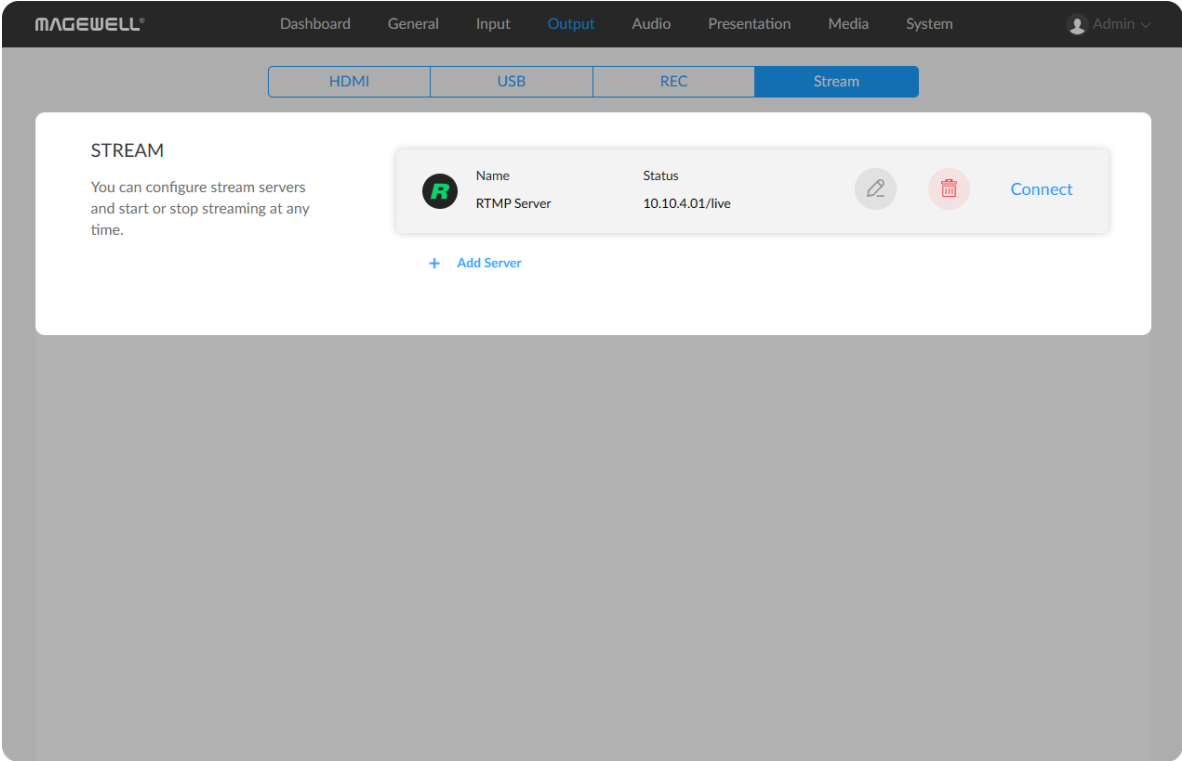 MAGEWELL®
Dashboard General Input Output Audio Presentation Media System Admin
HDMI USB REC Stream
STREAM
You can configure stream servers
and start or stop streaming at any
time.
R
Name Status
RTMP Server 10.10.4.01/live
Connect
+ Add Server